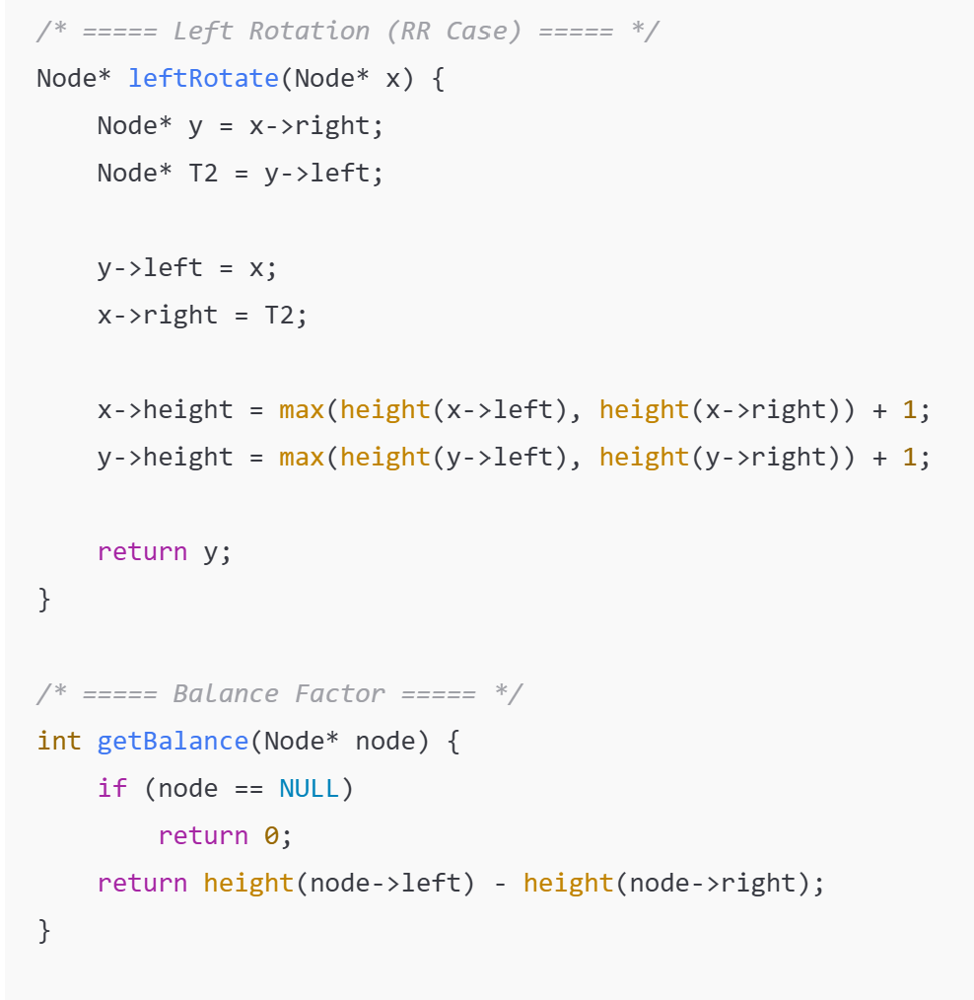 /* ===== Left Rotation (RR Case) ===== */
Node* leftRotate(Node* x) {
    Node* y = x->right;
    Node* T2 = y->left;

    y->left = x;
    x->right = T2;

    x->height = max(height(x->left), height(x->right)) + 1;
    y->height = max(height(y->left), height(y->right)) + 1;

    return y;
}

/* ===== Balance Factor ===== */
int getBalance(Node* node) {
    if (node == NULL)
        return 0;
    return height(node->left) - height(node->right);
}